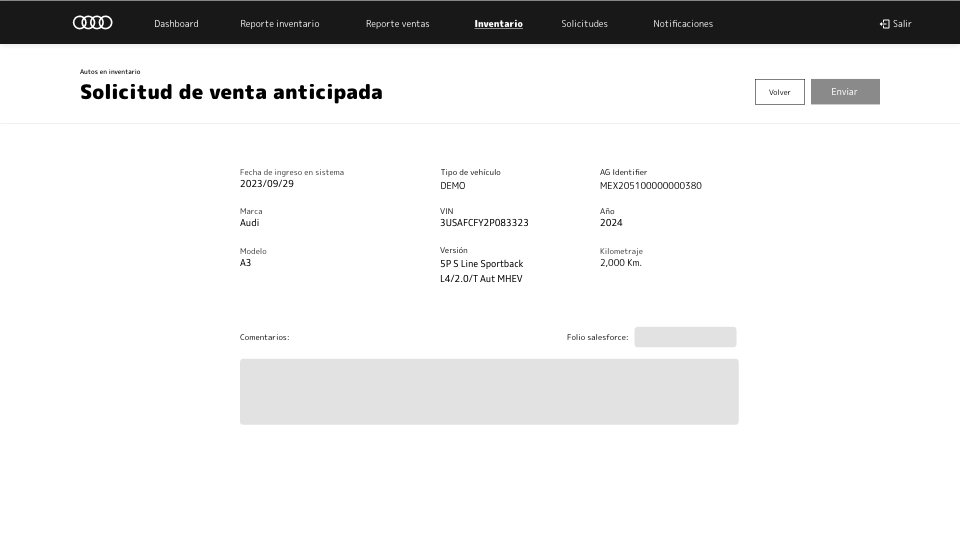 Dashboard Reporte inventario Reporte ventas Inventario Solicitudes Notificaciones Salir
Autos en inventario
Solicitud de venta anticipada
Volver Enviar
Fecha de ingreso en sistema Tipo de vehículo AG Identifier
2023/09/29 DEMO MEX205100000000380
Marca VIN Año
Audi 3USAFCFY2P083323 2024
Modelo Versión Kilometraje
A3 5P S Line Sportback 2,000 Km.
L4/2.0/T Aut MHEV
Comentarios: Folio salesforce: